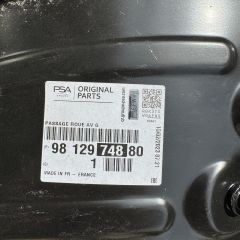 PSA
ORIGINAL
PARTS
PASSAGE ROUE AV G
(P) 98 129 748 80
1
MADE IN FR - FRANCE